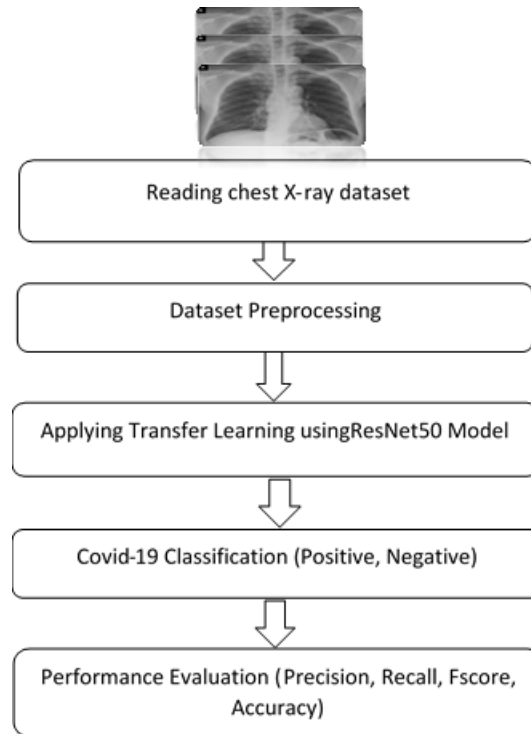 Reading chest X-ray dataset
Dataset Preprocessing
Applying Transfer Learning usingResNet50 Model
Covid-19 Classification (Positive, Negative)
Performance Evaluation (Precision, Recall, Fscore,
Accuracy)